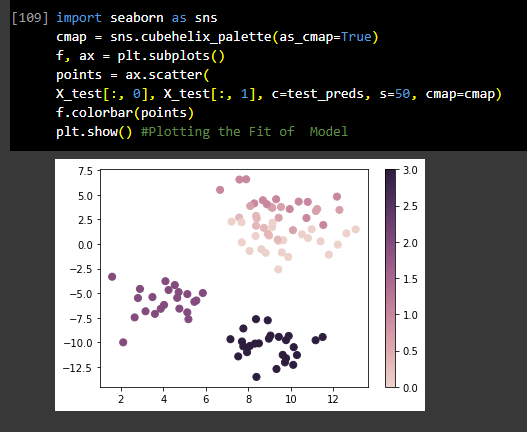 [109] import seaborn as sns
cmap = sns.cubehelix_palette(as_cmap=True)
f, ax = plt.subplots()
points = ax.scatter(
X_test[:, 0], X_test[:, 1], c=test_preds, s=50, cmap=cmap)
f.colorbar(points)
plt.show() #Plotting the Fit of  Model
7.5
5.0
2.5
0.0
−2.5
−5.0
−7.5
−10.0
−12.5
2 4 6 8 10 12
3.0
2.5
2.0
1.5
1.0
0.5
0.0